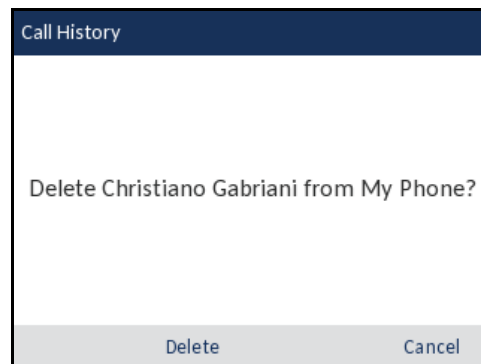 Call History
Delete Christiano Gabriani from My Phone?
Delete Cancel